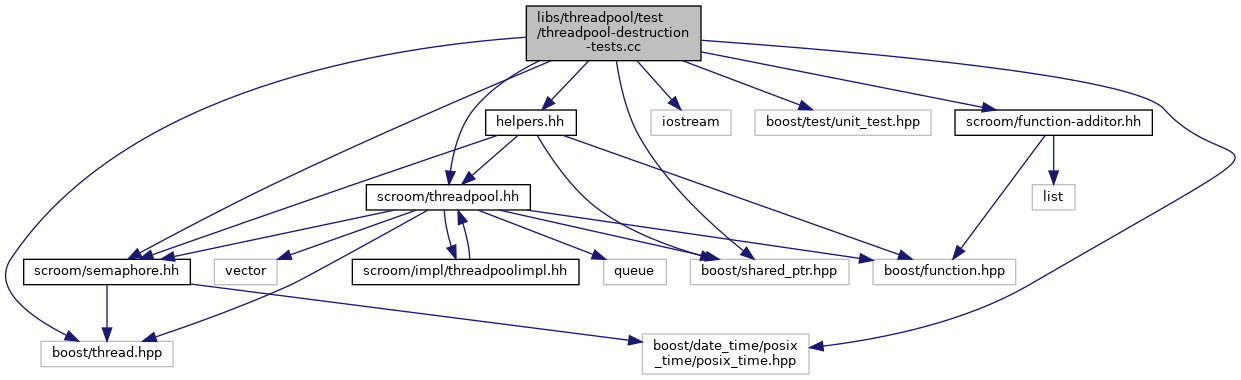 libs/threadpool/test
/threadpool-destruction
-tests.cc
helpers.hh
iostream
boost/test/unit_test.hpp
scroom/function-additor.hh
scroom/threadpool.hh
list
scroom/semaphore.hh
vector
scroom/impl/threadpoolimpl.hh
queue
boost/shared_ptr.hpp
boost/function.hpp
boost/thread.hpp
boost/date_time/posix
_time/posix_time.hpp